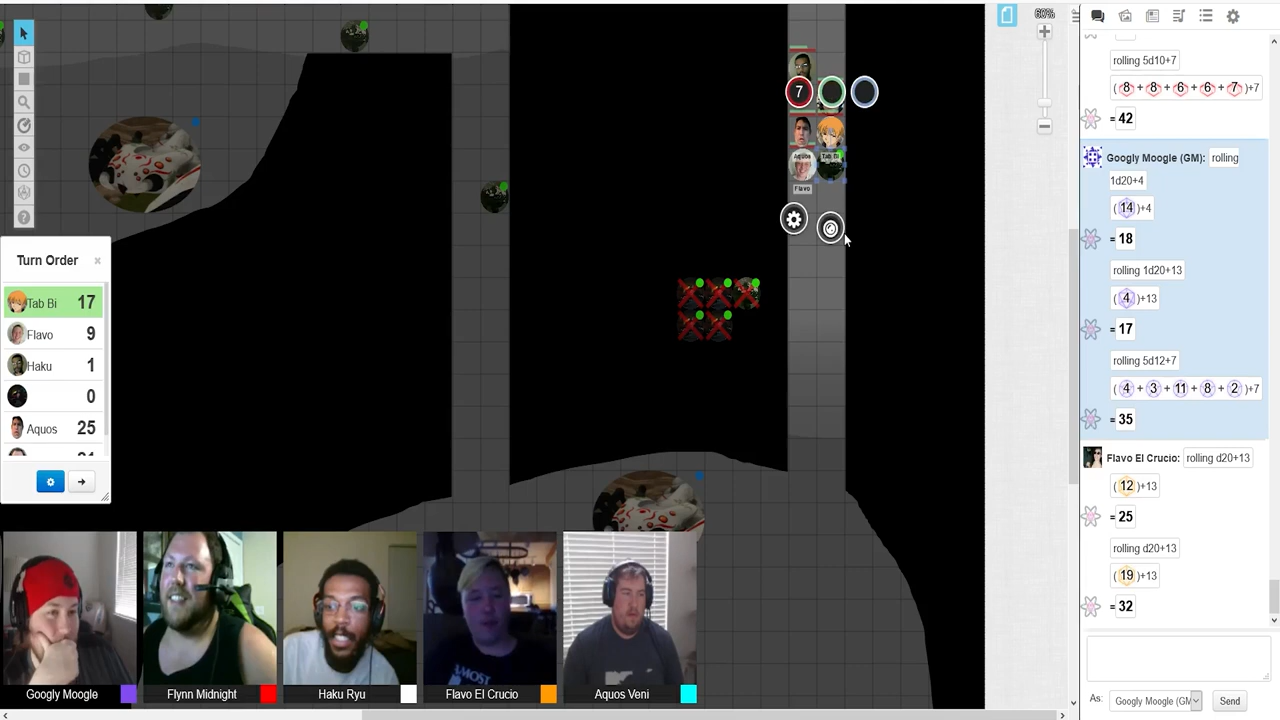 60%
7
Aquos
Tab Bi
Flavo
Turn Order
×
Tab Bi 17
Flavo 9
Haku 1
0
Aquos 25
Googly Moogle
Flynn Midnight
Haku Ryu
Flavo El Crucio
Aquos Veni
rolling 5d10+7
(8+8+6+6+7)+7
= 42
Googly Moogle (GM): rolling
1d20+4
(14)+4
= 18
rolling 1d20+13
(4)+13
= 17
rolling 5d12+7
(4+3+11+8+2)+7
= 35
Flavo El Crucio: rolling d20+13
(12)+13
= 25
rolling d20+13
(19)+13
= 32
As: Googly Moogle (GM Send